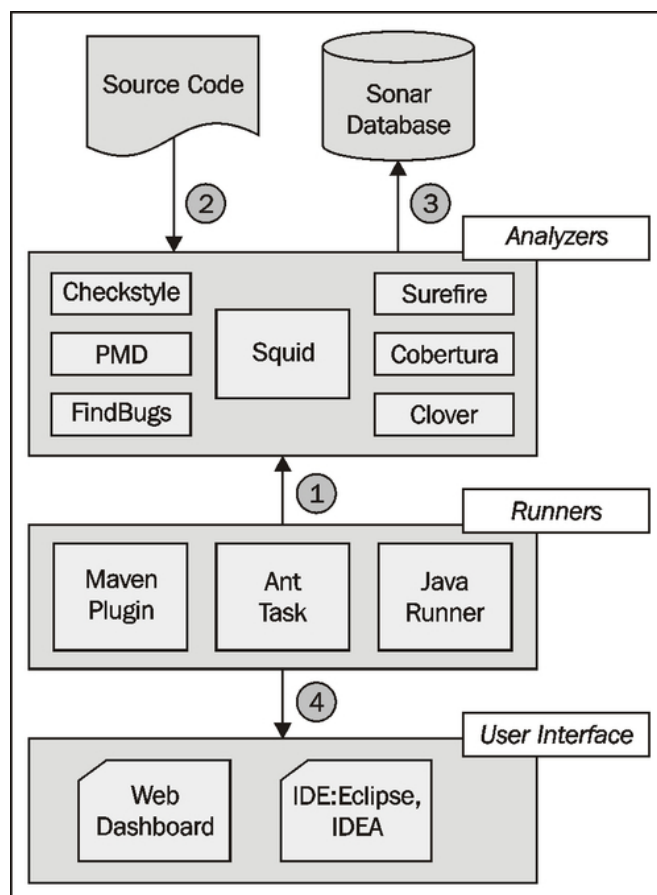 Source Code
Sonar
Database
2
3
Analyzers
Checkstyle
PMD
FindBugs
Squid
Surefire
Cobertura
Clover
1
Runners
Maven
Plugin
Ant
Task
Java
Runner
4
User Interface
Web
Dashboard
IDE:Eclipse,
IDEA